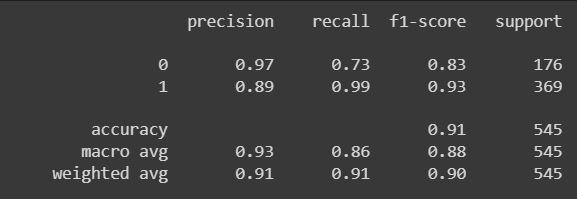 precision recall f1-score support
0 0.97 0.73 0.83 176
1 0.89 0.99 0.93 369
accuracy 0.91 545
macro avg 0.93 0.86 0.88 545
weighted avg 0.91 0.91 0.90 545